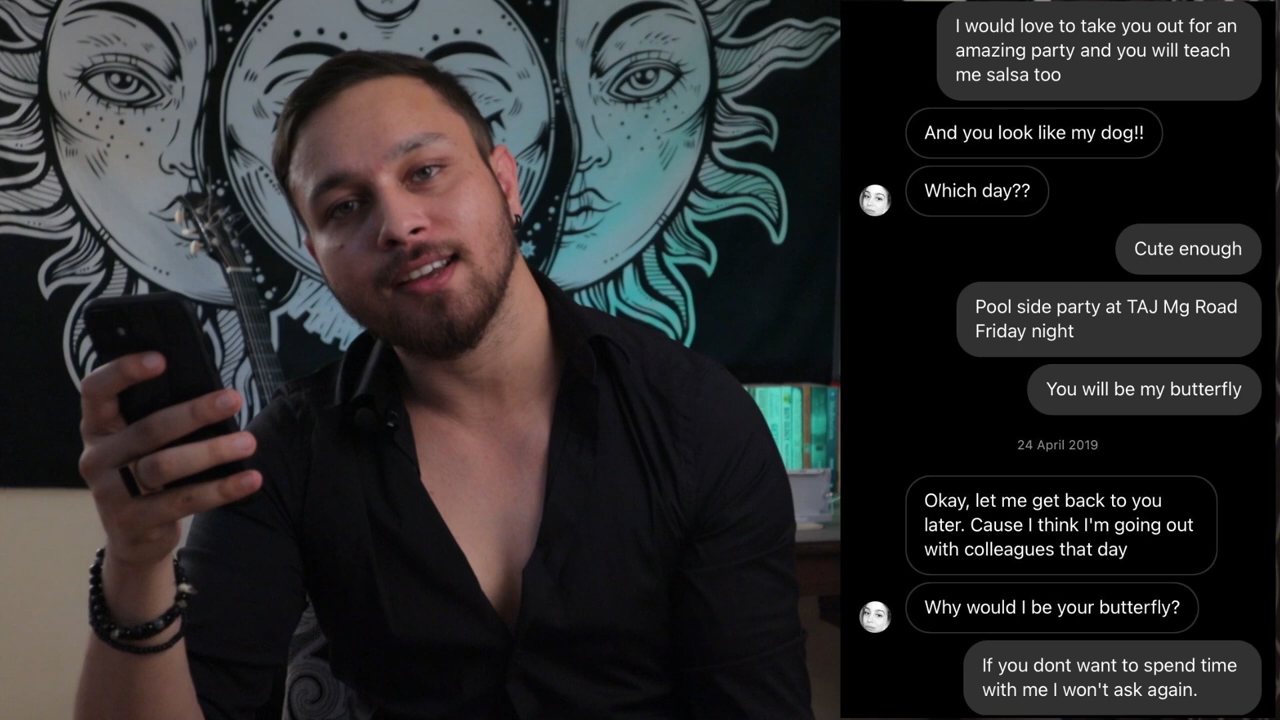 I would love to take you out for an
amazing party and you will teach
me salsa too
And you look like my dog!!
Which day??
Cute enough
Pool side party at TAJ Mg Road
Friday night
You will be my butterfly
24 April 2019
Okay, let me get back to you
later. Cause I think I'm going out
with colleagues that day
Why would I be your butterfly?
If you dont want to spend time
with me I won't ask again.